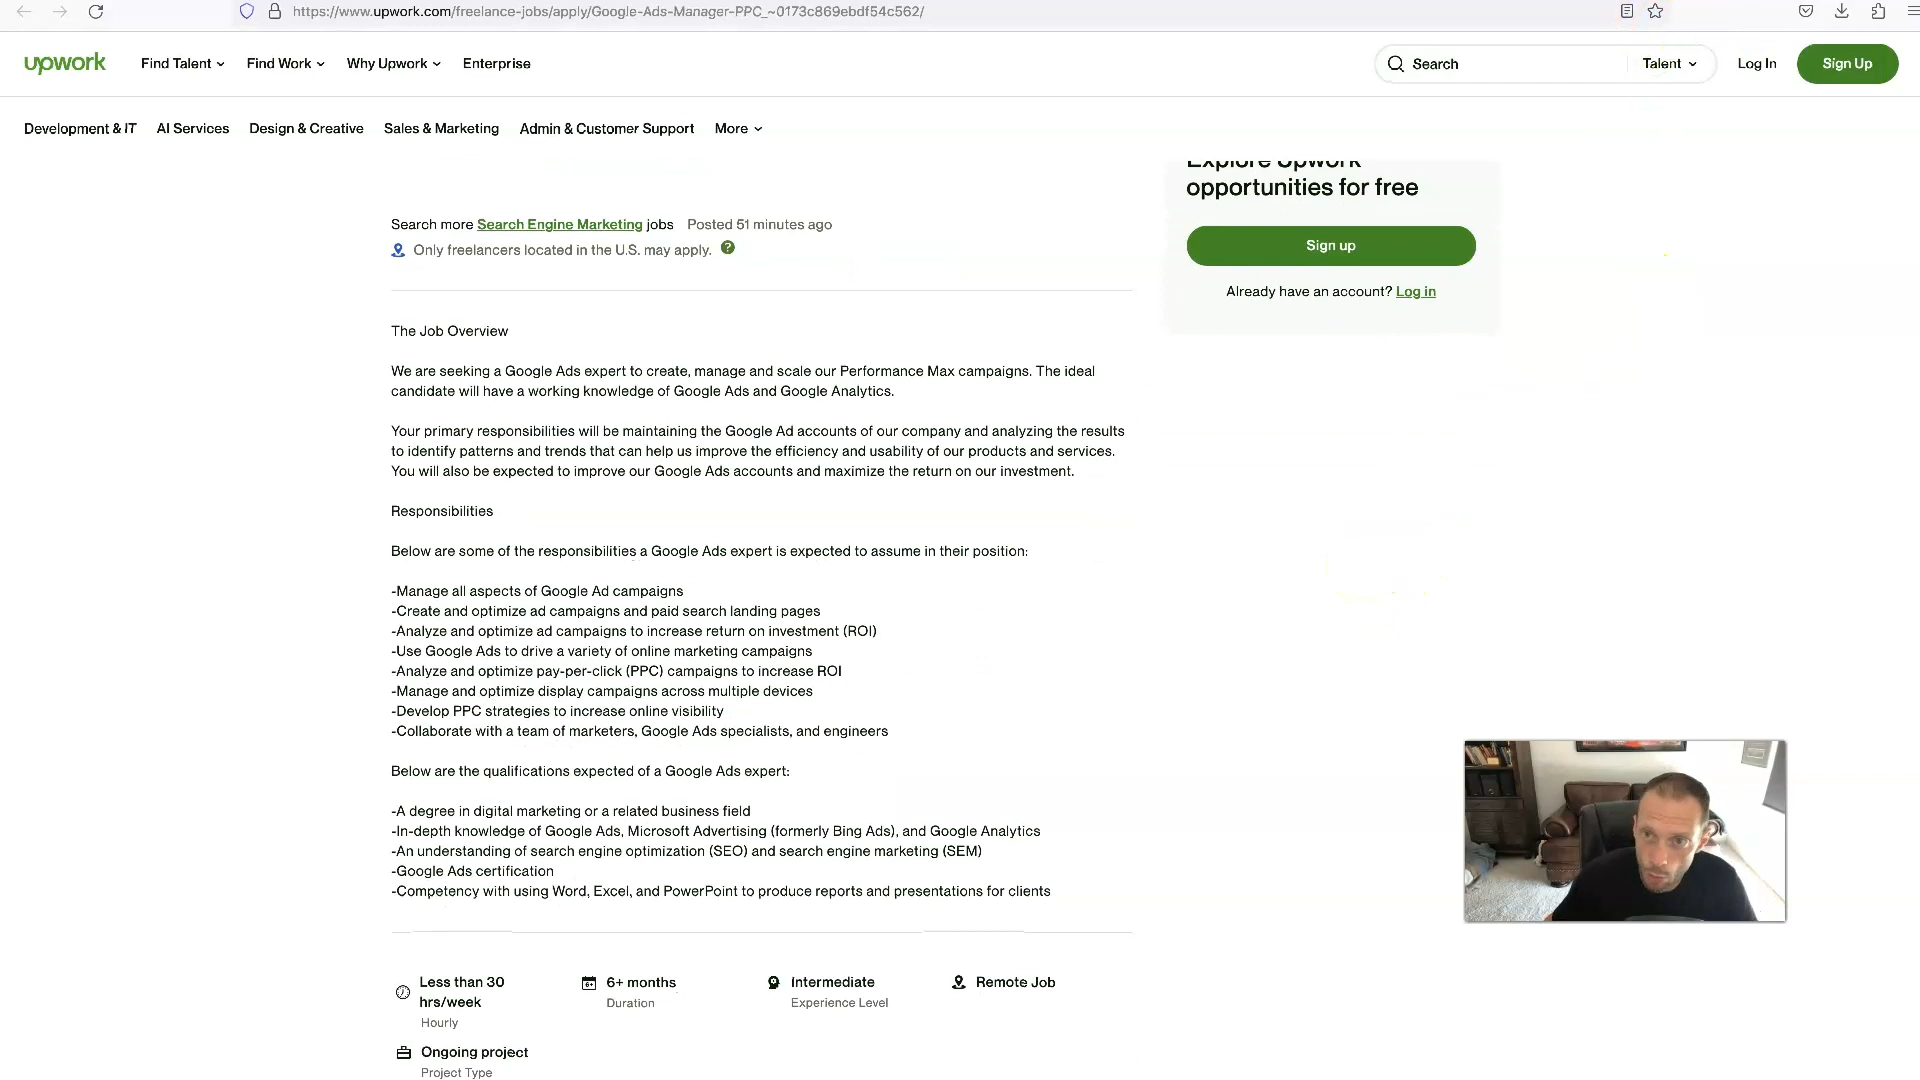 https://www.upwork.com/freelance-jobs/apply/Google-Ads-Manager-PPC_~0173c869ebdf54c562/
upwork
Find Talent
Find Work
Why Upwork
Enterprise
Search
Talent
Log In
Sign Up
Development & IT
AI Services
Design & Creative
Sales & Marketing
Admin & Customer Support
More
Explore Upwork
opportunities for free
Sign up
Already have an account? Log in
Search more Search Engine Marketing jobs
Posted 51 minutes ago
Only freelancers located in the U.S. may apply.
The Job Overview
We are seeking a Google Ads expert to create, manage and scale our Performance Max campaigns. The ideal
candidate will have a working knowledge of Google Ads and Google Analytics.
Your primary responsibilities will be maintaining the Google Ad accounts of our company and analyzing the results
to identify patterns and trends that can help us improve the efficiency and usability of our products and services.
You will also be expected to improve our Google Ads accounts and maximize the return on our investment.
Responsibilities
Below are some of the responsibilities a Google Ads expert is expected to assume in their position:
-Manage all aspects of Google Ad campaigns
-Create and optimize ad campaigns and paid search landing pages
-Analyze and optimize ad campaigns to increase return on investment (ROI)
-Use Google Ads to drive a variety of online marketing campaigns
-Analyze and optimize pay-per-click (PPC) campaigns to increase ROI
-Manage and optimize display campaigns across multiple devices
-Develop PPC strategies to increase online visibility
-Collaborate with a team of marketers, Google Ads specialists, and engineers
Below are the qualifications expected of a Google Ads expert:
-A degree in digital marketing or a related business field
-In-depth knowledge of Google Ads, Microsoft Advertising (formerly Bing Ads), and Google Analytics
-An understanding of search engine optimization (SEO) and search engine marketing (SEM)
-Google Ads certification
-Competency with using Word, Excel, and PowerPoint to produce reports and presentations for clients
Less than 30
hrs/week
Hourly
6+ months
Duration
Intermediate
Experience Level
Remote Job
Ongoing project
Project Type